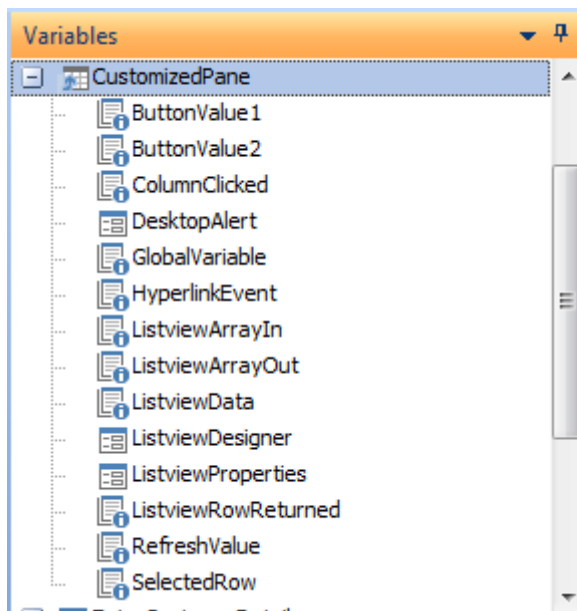 Variables
CustomizedPane
ButtonValue1
ButtonValue2
ColumnClicked
DesktopAlert
GlobalVariable
HyperlinkEvent
ListviewArrayIn
ListviewArrayOut
ListviewData
ListviewDesigner
ListviewProperties
ListviewRowReturned
RefreshValue
SelectedRow